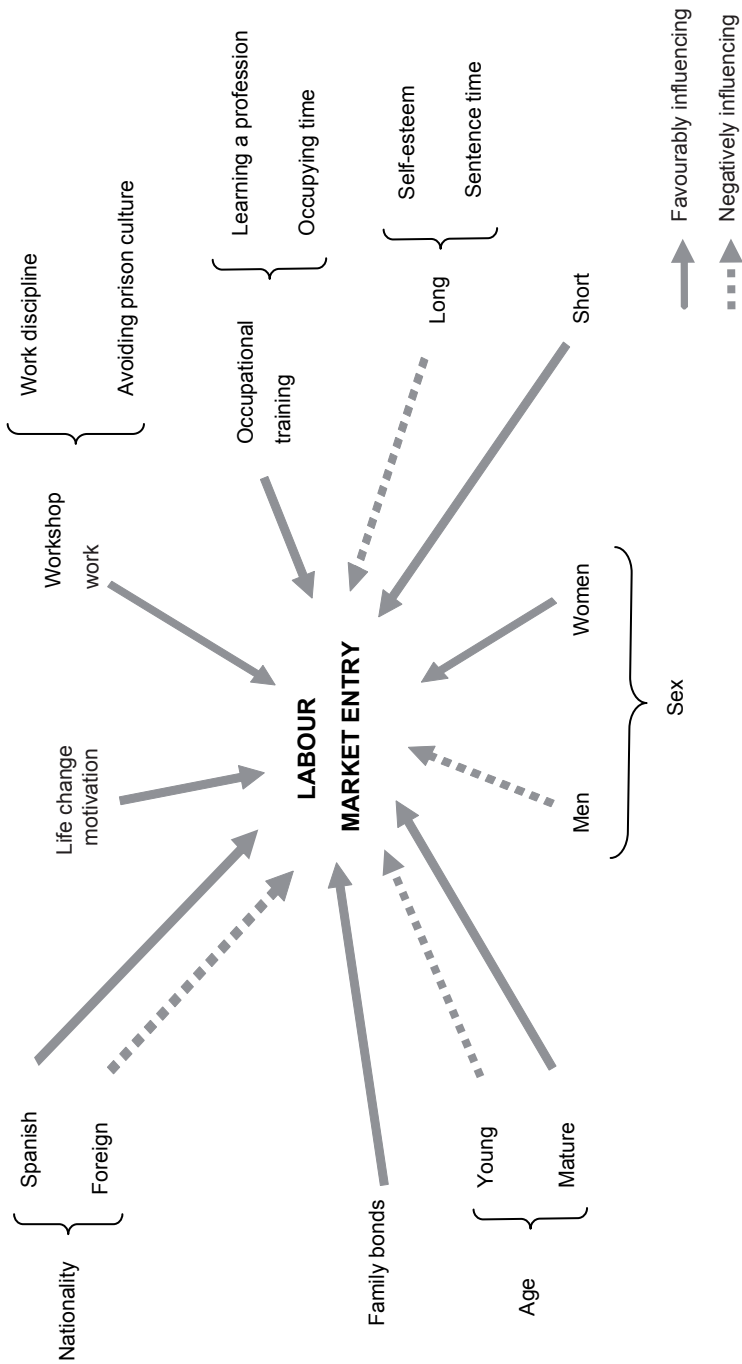 Nationality
Spanish
Foreign
Life change
motivation
Workshop
work
Work discipline
Avoiding prison culture
Occupational
training
Learning a profession
Occupying time
Family bonds
LABOUR
MARKET ENTRY
Long
Self-esteem
Sentence time
Age
Young
Mature
Men
Women
Sex
Short
Favourably influencing
Negatively influencing